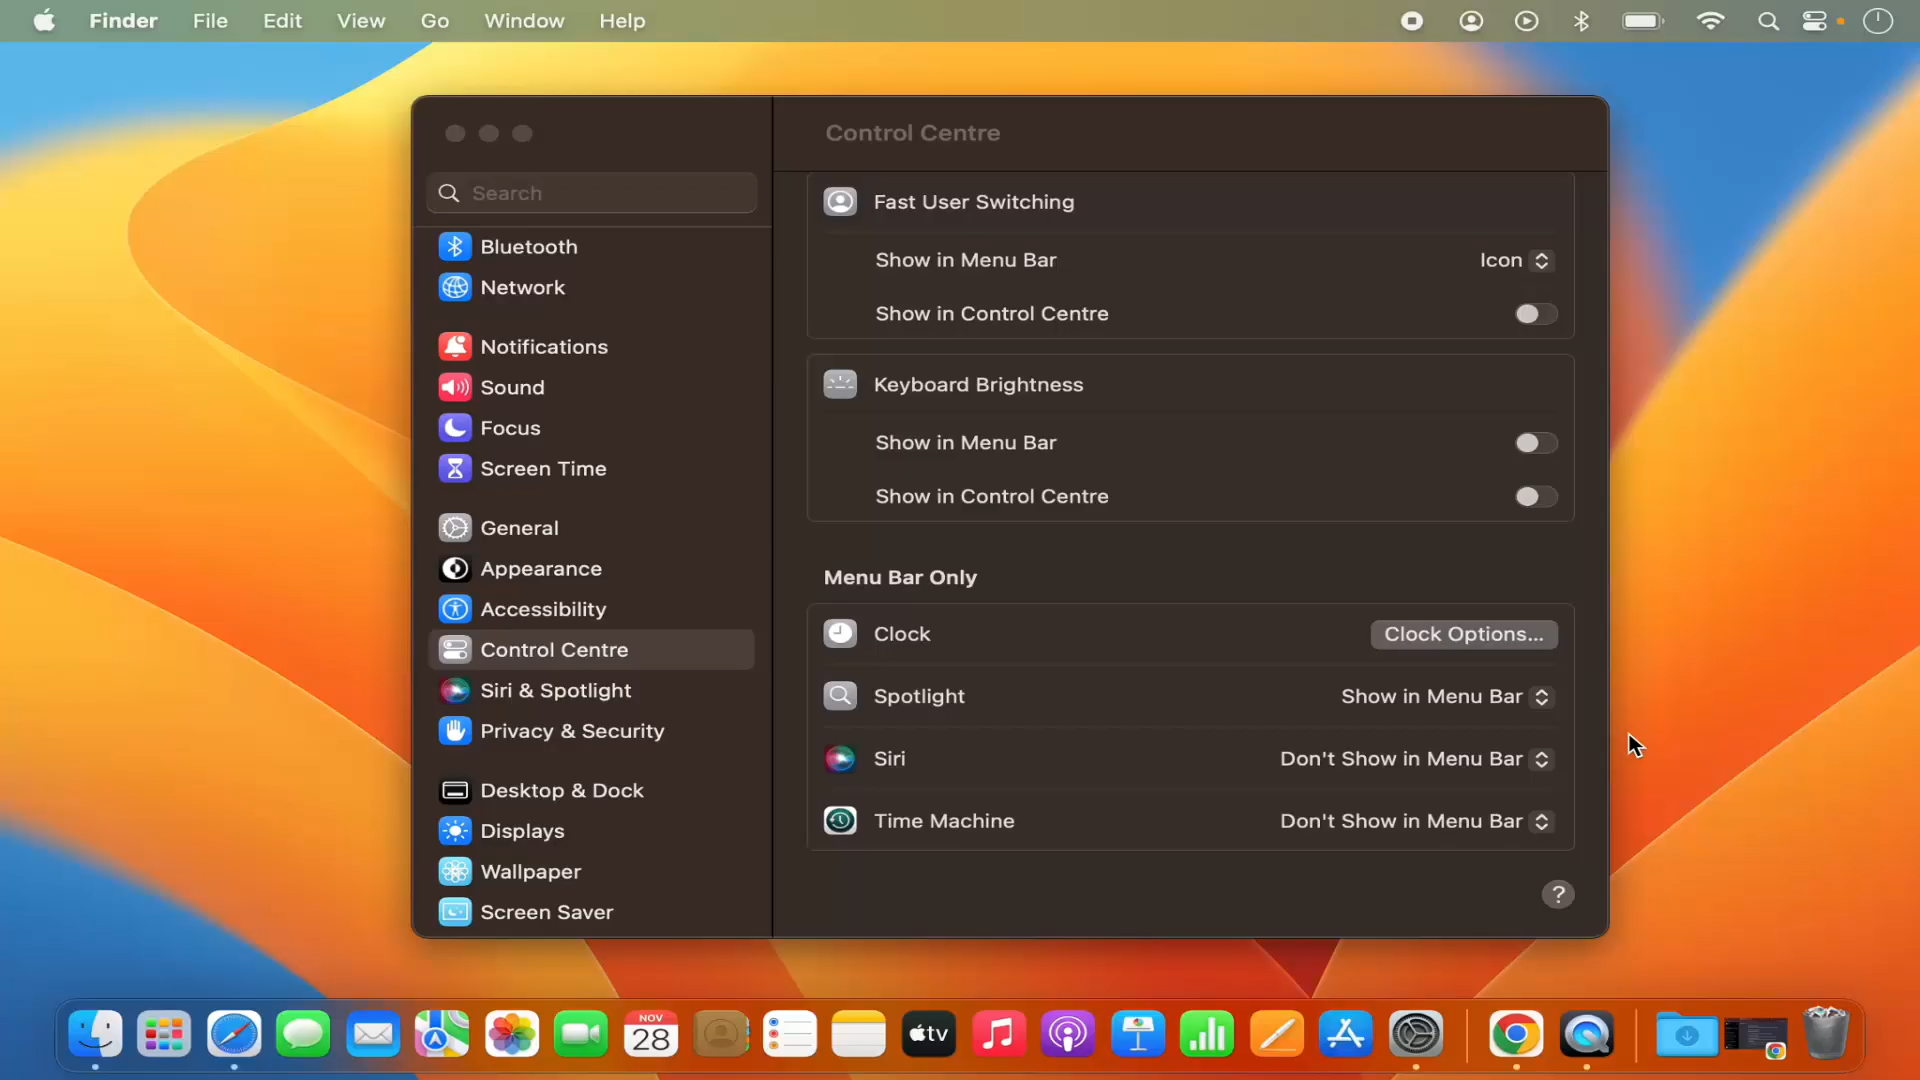 Finder File Edit View Go Window Help
Control Centre
Search
Bluetooth
Network
Notifications
Sound
Focus
Screen Time
General
Appearance
Accessibility
Control Centre
Siri & Spotlight
Privacy & Security
Desktop & Dock
Displays
Wallpaper
Screen Saver
Fast User Switching
Show in Menu Bar Icon
Show in Control Centre
Keyboard Brightness
Show in Menu Bar
Show in Control Centre
Menu Bar Only
Clock Clock Options...
Spotlight Show in Menu Bar
Siri Don't Show in Menu Bar
Time Machine Don't Show in Menu Bar
?
NOV
28
tv